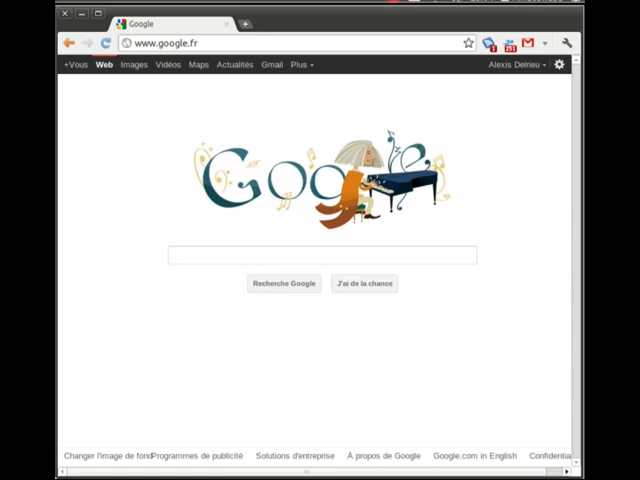 Google
www.google.fr
1
291
+Vous Web Images Vidéos Maps Actualités Gmail Plus
Alexis Delrieu
Google
Recherche Google
J'ai de la chance
Changer l'image de fond Programmes de publicité Solutions d'entreprise À propos de Google Google.com in English Confidentia